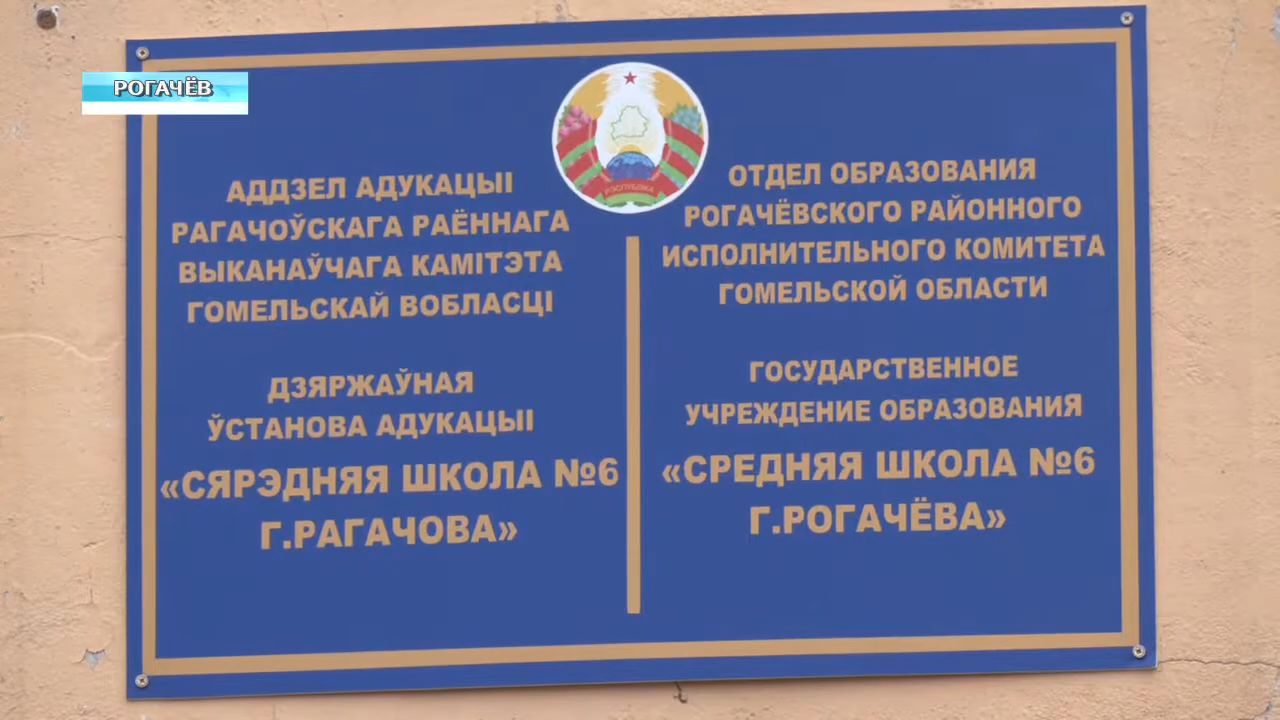 РОГАЧЁВ
АДДЗЕЛ АДУКАЦЫІ
РАГАЧОЎСКАГА РАЁННАГА
ВЫКАНАЎЧАГА КАМІТЭТА
ГОМЕЛЬСКАЙ ВОБЛАСЦІ
ДЗЯРЖАЎНАЯ
ЎСТАНОВА АДУКАЦЫІ
«СЯРЭДНЯЯ ШКОЛА №6
Г.РАГАЧОВА»
ОТДЕЛ ОБРАЗОВАНИЯ
РОГАЧЁВСКОГО РАЙОННОГО
ИСПОЛНИТЕЛЬНОГО КОМИТЕТА
ГОМЕЛЬСКОЙ ОБЛАСТИ
ГОСУДАРСТВЕННОЕ
УЧРЕЖДЕНИЕ ОБРАЗОВАНИЯ
«СРЕДНЯЯ ШКОЛА №6
Г.РОГАЧЁВА»
РЭСПУБЛІКА